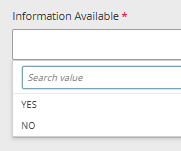 Information Available *
Search value
YES
NO